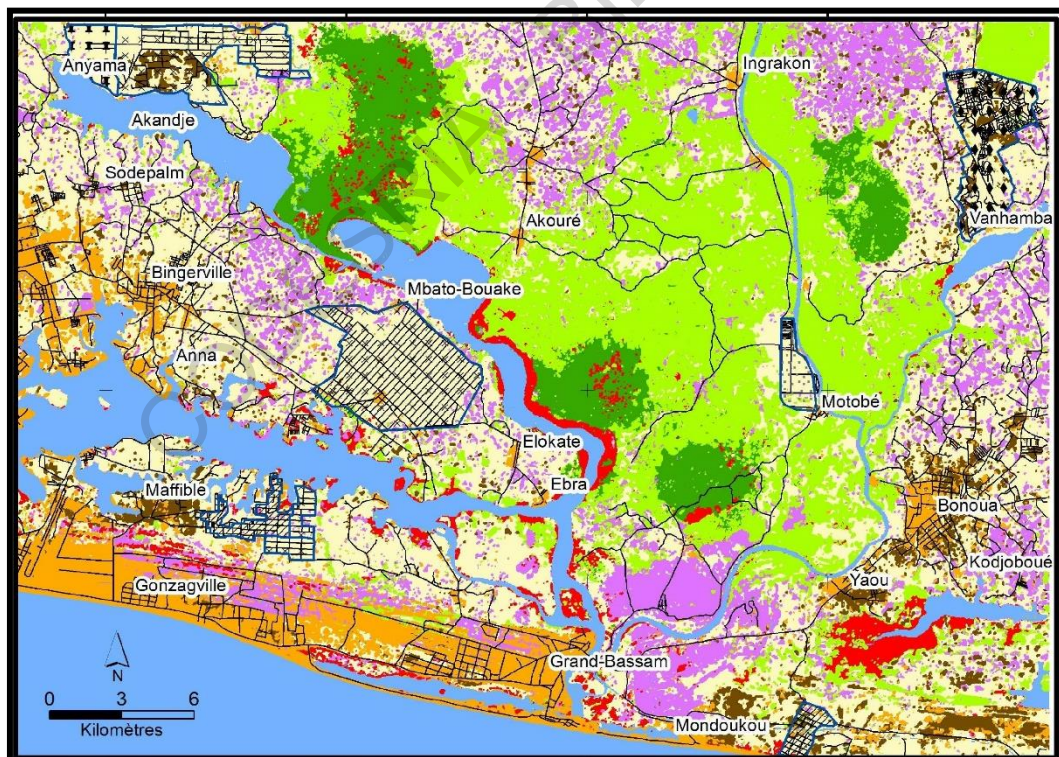 Anyama
Ingrakon
Akandje
Sodepalm
Akouré
Vanhamba
Bingerville
Mbato-Bouake
Anna
Motobé
Elokate
Ebra
Maffible
Bonoua
Kodjoboué
Gonzagville
Yaou
N
Grand-Bassam
0 3 6
Kilomètres
Mondoukou